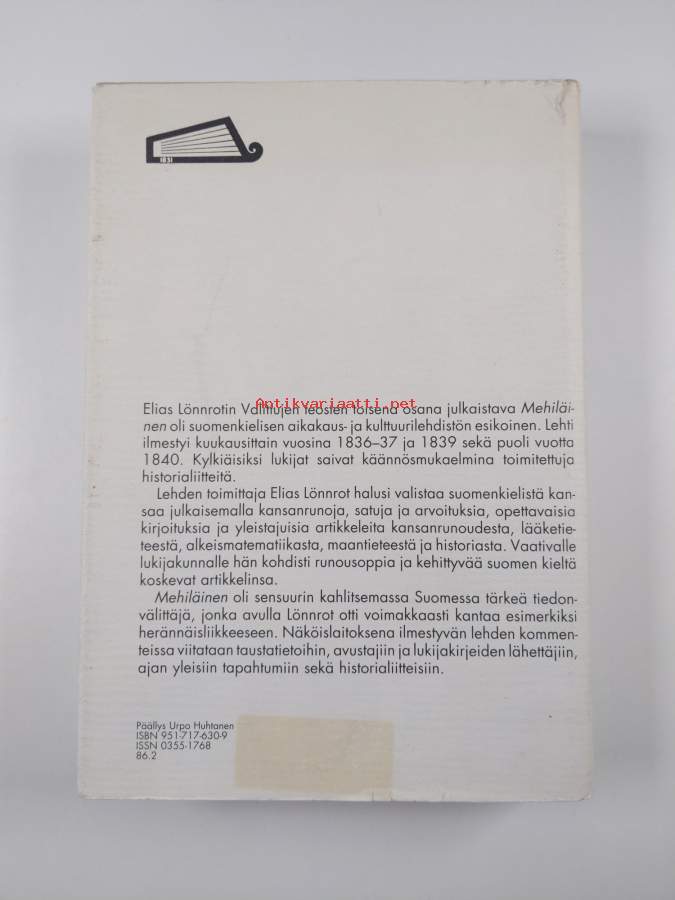 1831
Elias Lönnrotin Valittujen teosten toisena osana julkaistava Mehiläi-
Antikvariaatti.net
nen oli suomenkielisen aikakaus- ja kulttuurilehdistön esikoinen. Lehti
ilmestyi kuukausittain vuosina 1836–37 ja 1839 sekä puoli vuotta
1840. Kylkiäisiksi lukijat saivat käännösmukaelmina toimitettuja
historialiitteitä.
Lehden toimittaja Elias Lönnrot halusi valistaa suomenkielistä kan-
saa julkaisemalla kansanrunoja, satuja ja arvoituksia, opettavaisia
kirjoituksia ja yleistajuisia artikkeleita kansanrunoudesta, lääketie-
teestä, alkeismatematiikasta, maantieteestä ja historiasta. Vaativalle
lukijakunnalle hän kohdisti runousoppia ja kehittyvää suomen kieltä
koskevat artikkelinsa.
Mehiläinen oli sensuurin kahlitsemassa Suomessa tärkeä tiedon-
välittäjä, jonka avulla Lönnrot otti voimakkaasti kantaa esimerkiksi
herännäisliikkeeseen. Näköislaitoksena ilmestyvän lehden kommen-
teissa viitataan taustatietoihin, avustajiin ja lukijakirjeiden lähettäjiin,
ajan yleisiin tapahtumiin sekä historialiitteisiin.
Päällys Urpo Huhtanen
ISBN 951-717-630-9
ISSN 0355-1768
86.2